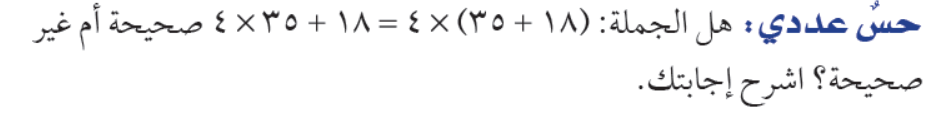 حسٌ عددي: هل الجملة: (١٨ + ٣٥) × ٤ = ١٨ + ٣٥ × ٤ صحيحة أم غير
صحيحة؟ اشرح إجابتك.